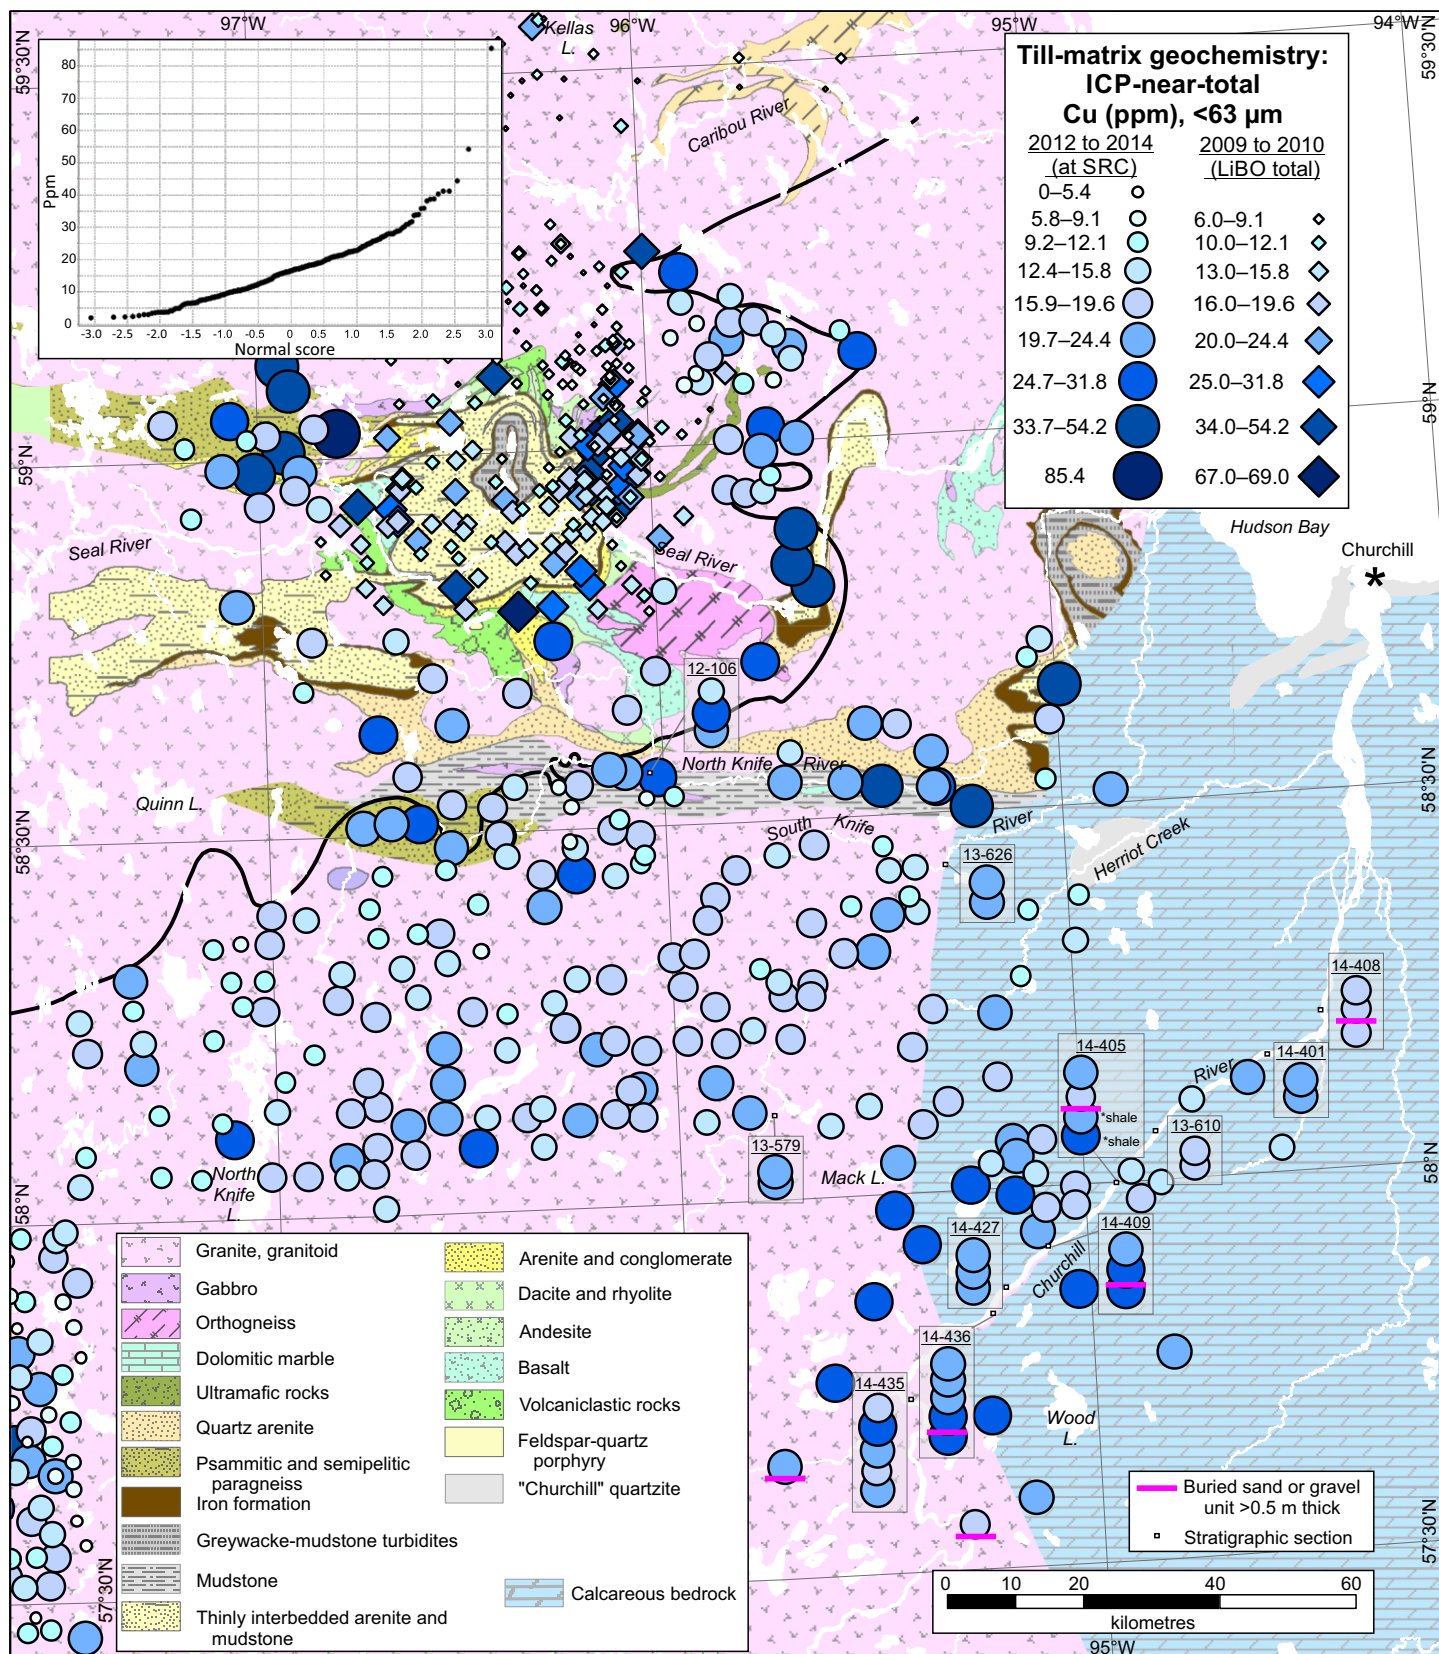 97°W
96°W
95°W
94°W
59°30'N
59°30'N
Kellas
L.
Caribou River
80
70
60
50
40
30
20
10
0
Ppm
-3.0
-2.5
-2.0
-1.5
-1.0
-0.5
0
0.5
1.0
1.5
2.0
2.5
3.0
Normal score
Till-matrix geochemistry:
ICP-near-total
Cu (ppm), <63 µm
2012 to 2014
(at SRC)
2009 to 2010
(LiBO total)
0–5.4
5.8–9.1
6.0–9.1
9.2–12.1
10.0–12.1
12.4–15.8
13.0–15.8
15.9–19.6
16.0–19.6
19.7–24.4
20.0–24.4
24.7–31.8
25.0–31.8
33.7–54.2
34.0–54.2
85.4
67.0–69.0
59°N
59°N
Hudson Bay
Churchill
*
Seal River
Seal River
12-106
North Knife
River
Quinn L.
58°30'N
58°30'N
South
Knife
River
Herriot Creek
13-626
14-408
14-405
*shale
*shale
River
14-401
13-610
13-579
Mack L.
North
Knife
L.
58°N
58°N
14-427
14-409
Churchill
14-436
14-435
Wood
L.
Granite, granitoid
Gabbro
Orthogneiss
Dolomitic marble
Ultramafic rocks
Quartz arenite
Psammitic and semipelitic
paragneiss
Iron formation
Greywacke-mudstone turbidites
Mudstone
Thinly interbedded arenite and
mudstone
Arenite and conglomerate
Dacite and rhyolite
Andesite
Basalt
Volcaniclastic rocks
Feldspar-quartz
porphyry
"Churchill" quartzite
Calcareous bedrock
Buried sand or gravel
unit >0.5 m thick
Stratigraphic section
57°30'N
57°30'N
0
10
20
40
60
kilometres
95°W